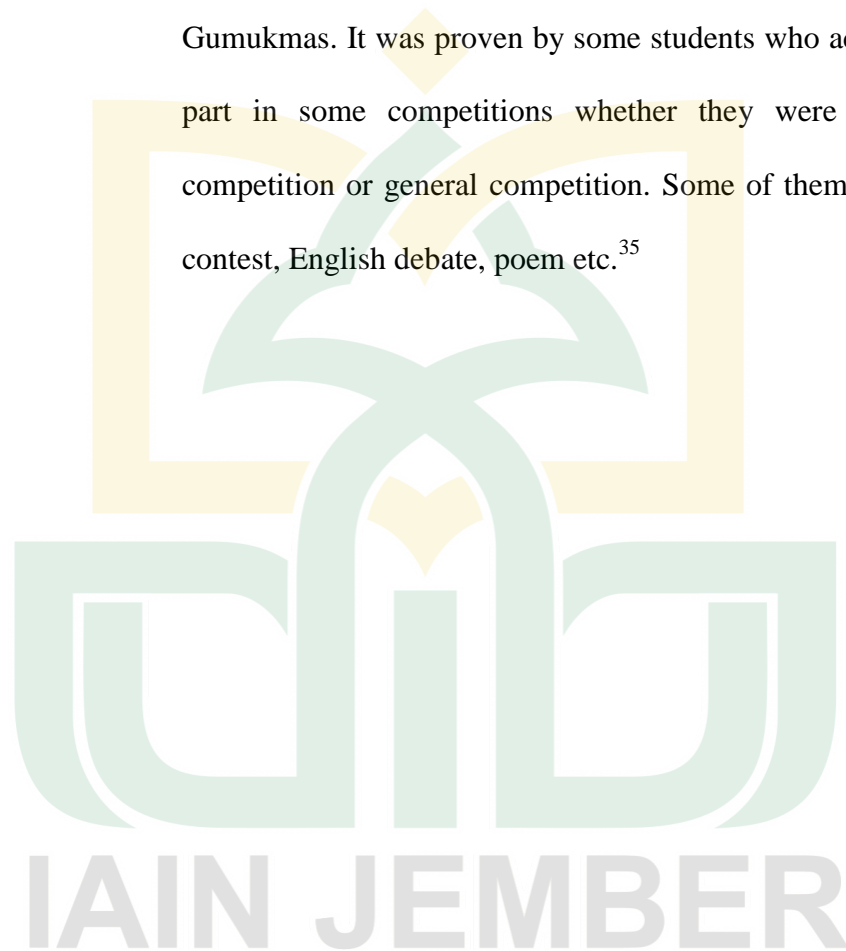 Gumukmas. It was proven by some students who
part in some competitions whether they were
competition or general competition. Some of them
contest, English debate, poem etc.35
IAIN JEMBER